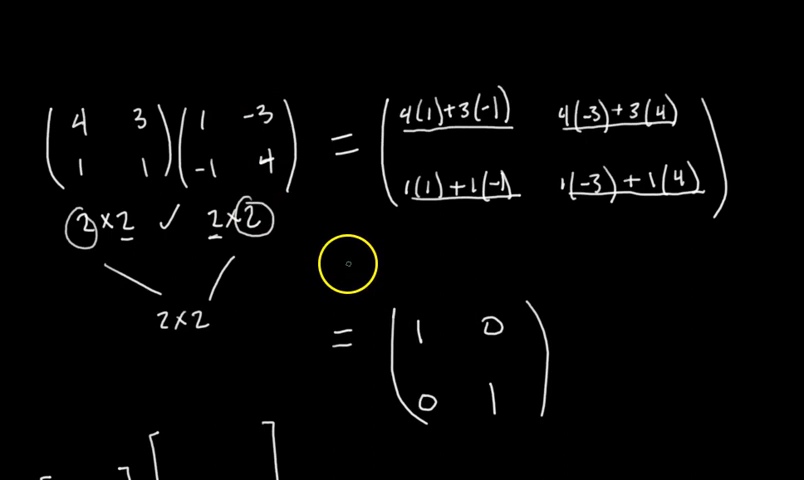 ( 4 3 ) ( 1 -3 ) = ( 4(1)+3(-1) 4(-3)+3(4) )
( 1 1 ) ( -1 4 ) ( 1(1)+1(-1) 1(-3)+1(4) )
2×2 ✓ 2×2
2×2
= ( 1 0 )
( 0 1 )